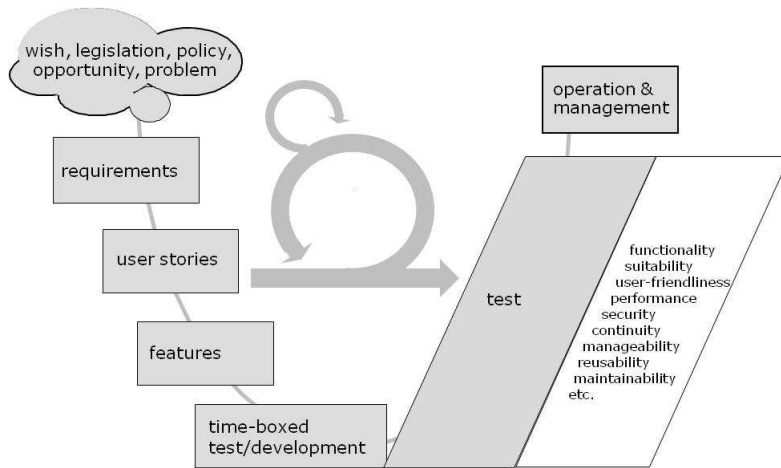 wish, legislation, policy,
opportunity, problem
requirements
user stories
features
time-boxed
test/development
operation &
management
test
functionality
suitability
user-friendliness
performance
security
continuity
manageability
reusability
maintainability
etc.